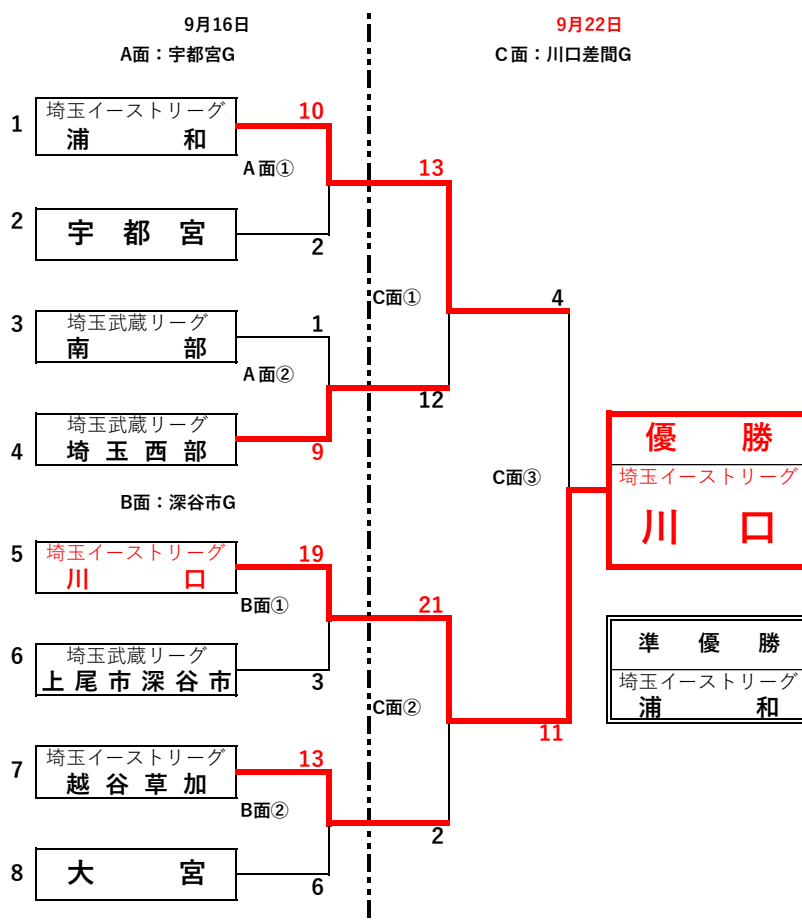 9月16日
9月22日
A面：宇都宮G
C面：川口差間G
1
埼玉イーストリーグ
浦 和
10
A面①
13
2
宇 都 宮
2
C面①
4
3
埼玉武蔵リーグ
南 部
1
A面②
12
4
埼玉武蔵リーグ
埼 玉 西 部
9
優 勝
埼玉イーストリーグ
川 口
C面③
B面：深谷市G
5
埼玉イーストリーグ
川 口
19
B面①
21
6
埼玉武蔵リーグ
上 尾 市 深 谷 市
3
準 優 勝
埼玉イーストリーグ
浦 和
C面②
11
7
埼玉イーストリーグ
越 谷 草 加
13
B面②
2
8
大 宮
6